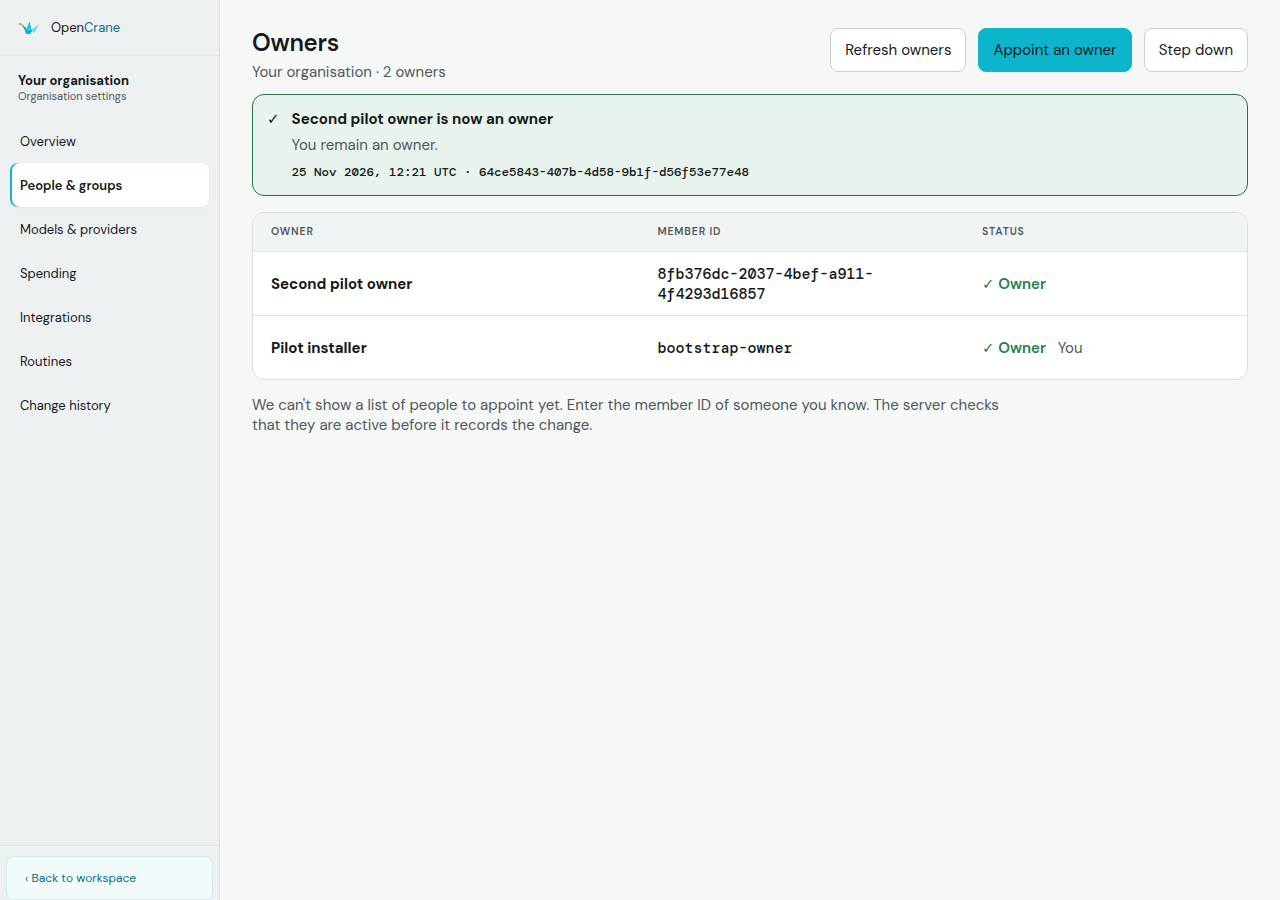 OpenCrane
Your organisation
Organisation settings
Overview
People & groups
Models & providers
Spending
Integrations
Routines
Change history
‹ Back to workspace
Owners
Your organisation · 2 owners
Refresh owners
Appoint an owner
Step down
✓ Second pilot owner is now an owner
You remain an owner.
25 Nov 2026, 12:21 UTC · 64ce5843-407b-4d58-9b1f-d56f53e77e48
OWNER MEMBER ID STATUS
Second pilot owner 8fb376dc-2037-4bef-a911- ✓ Owner
4f4293d16857
Pilot installer bootstrap-owner ✓ Owner You
We can't show a list of people to appoint yet. Enter the member ID of someone you know. The server checks
that they are active before it records the change.